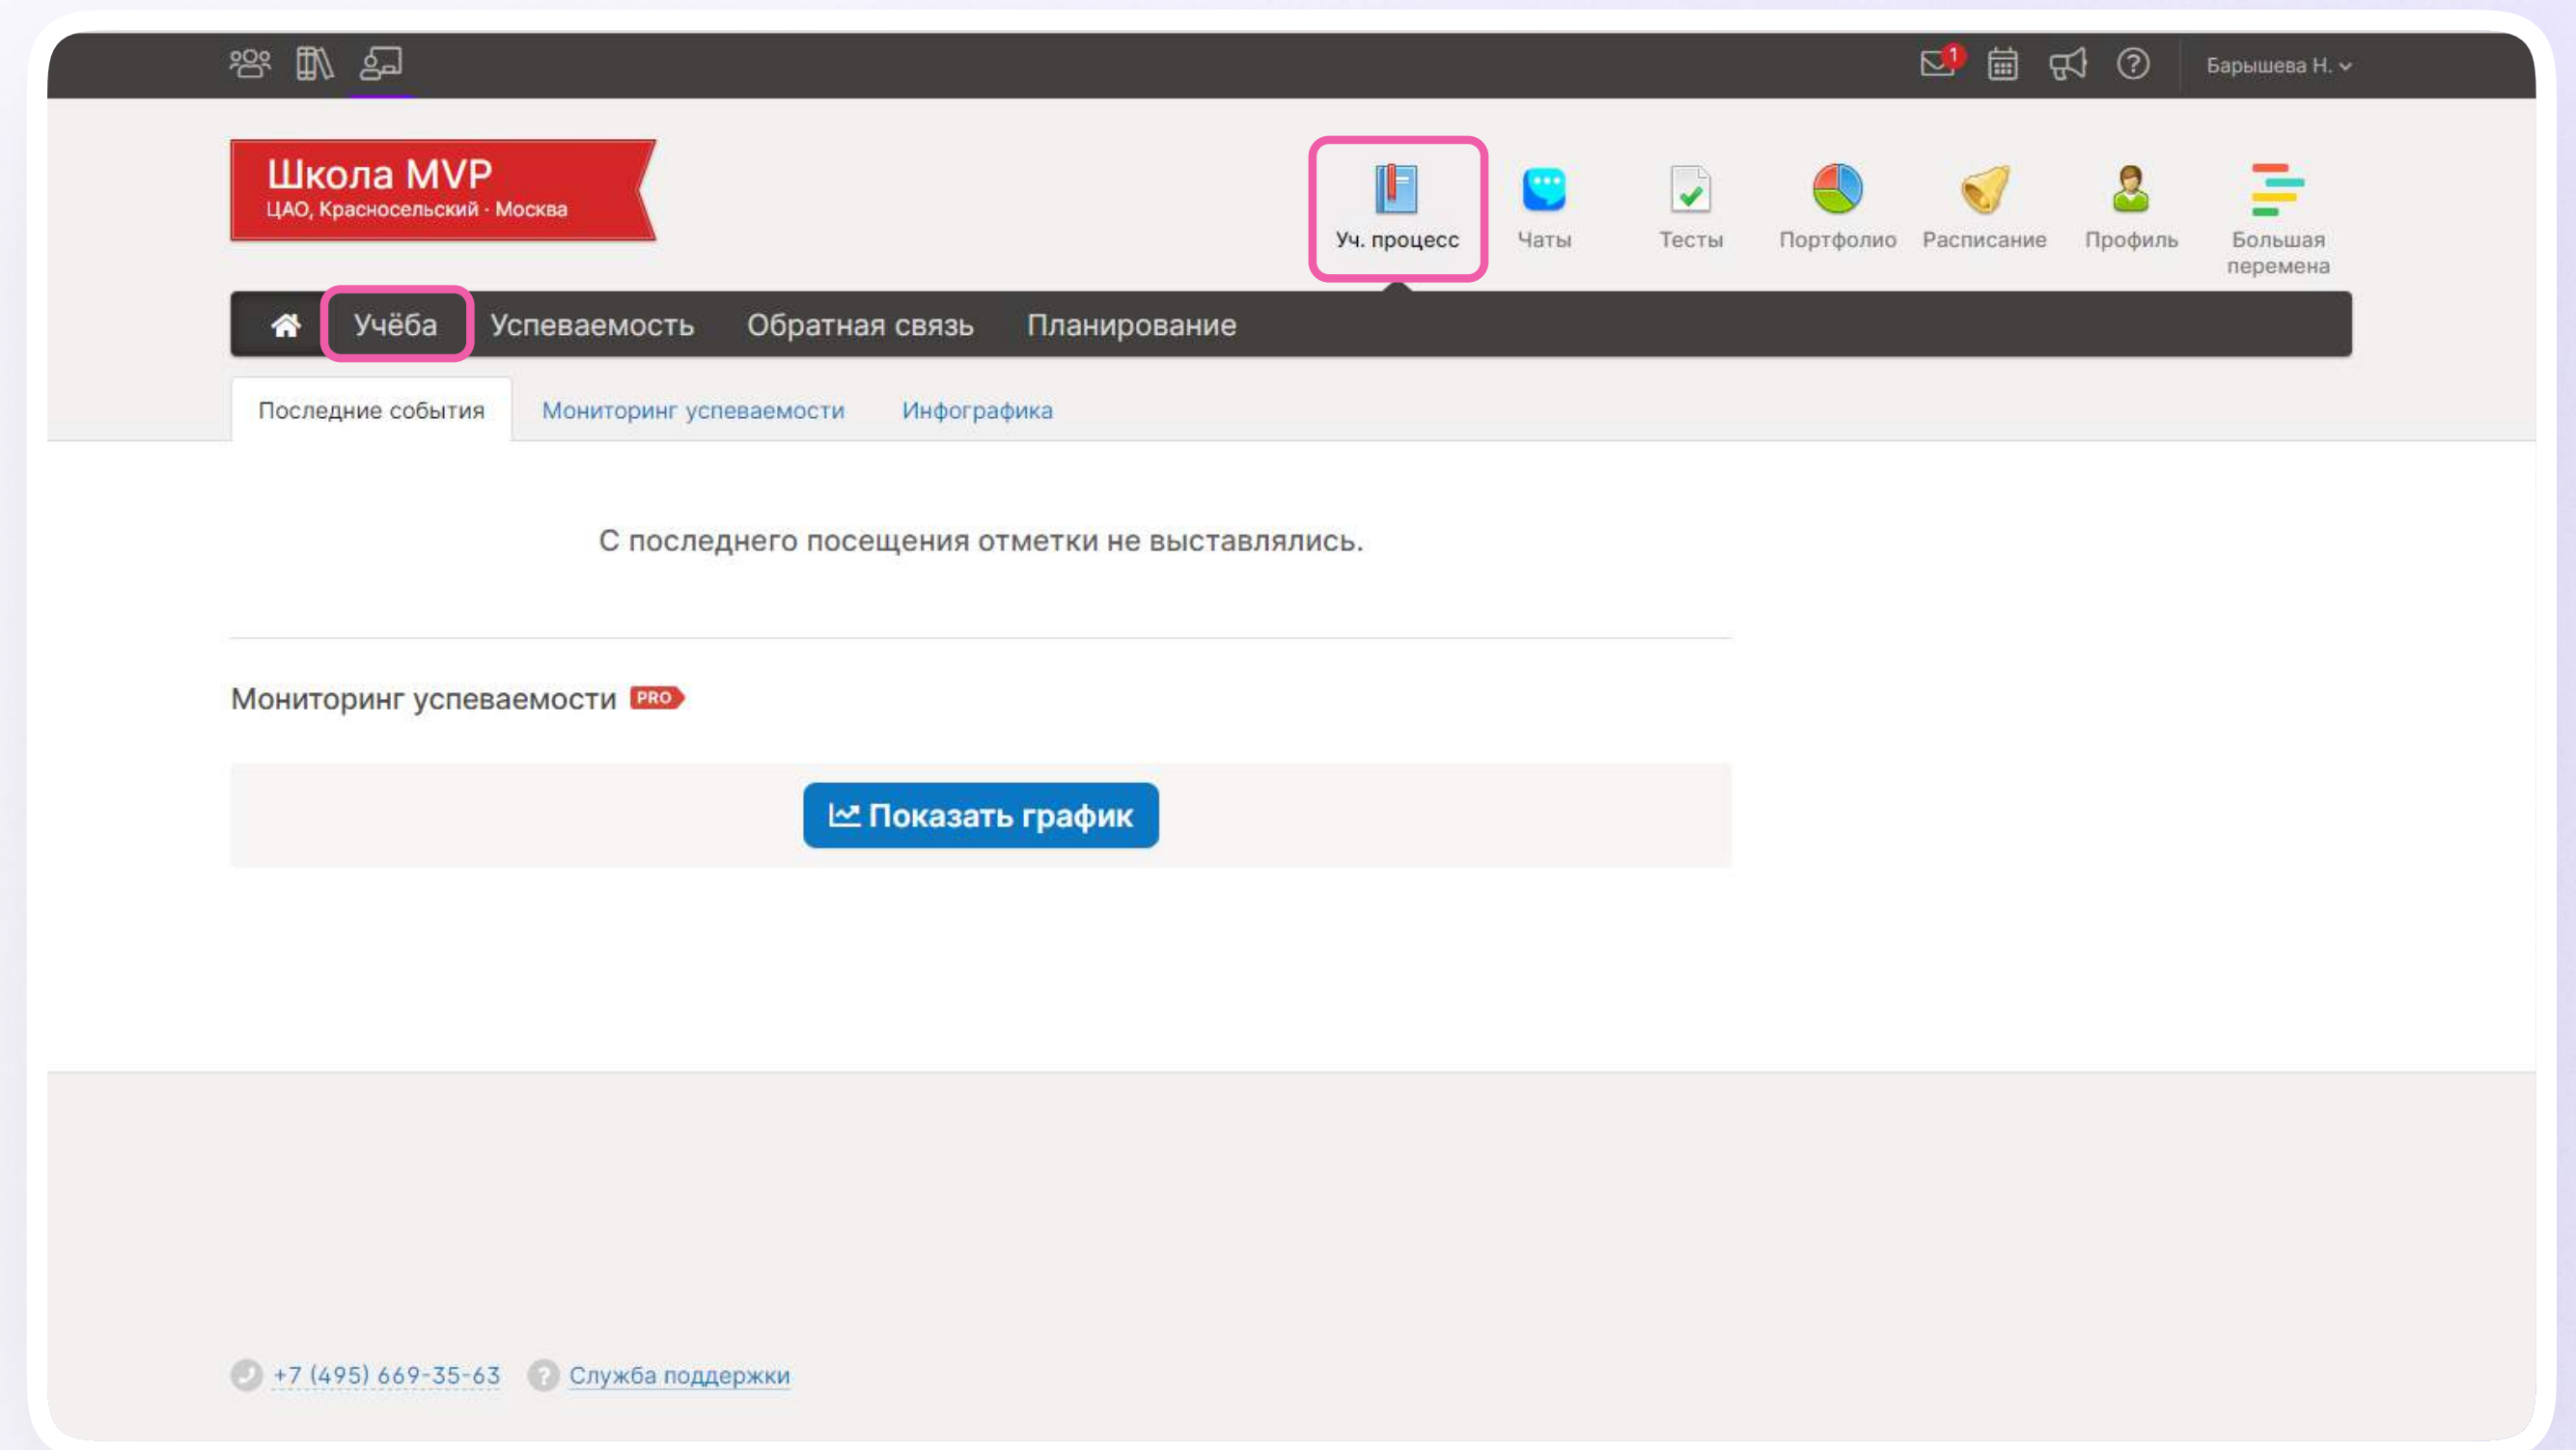 1
Барышева Н.
Школа MVP
ЦАО, Красносельский · Москва
Уч. процесс
Чаты
Тесты
Портфолио
Расписание
Профиль
Большая
перемена
Учёба
Успеваемость
Обратная связь
Планирование
Последние события
Мониторинг успеваемости
Инфографика
С последнего посещения отметки не выставлялись.
Мониторинг успеваемости PRO
Показать график
+7 (495) 669-35-63
Служба поддержки